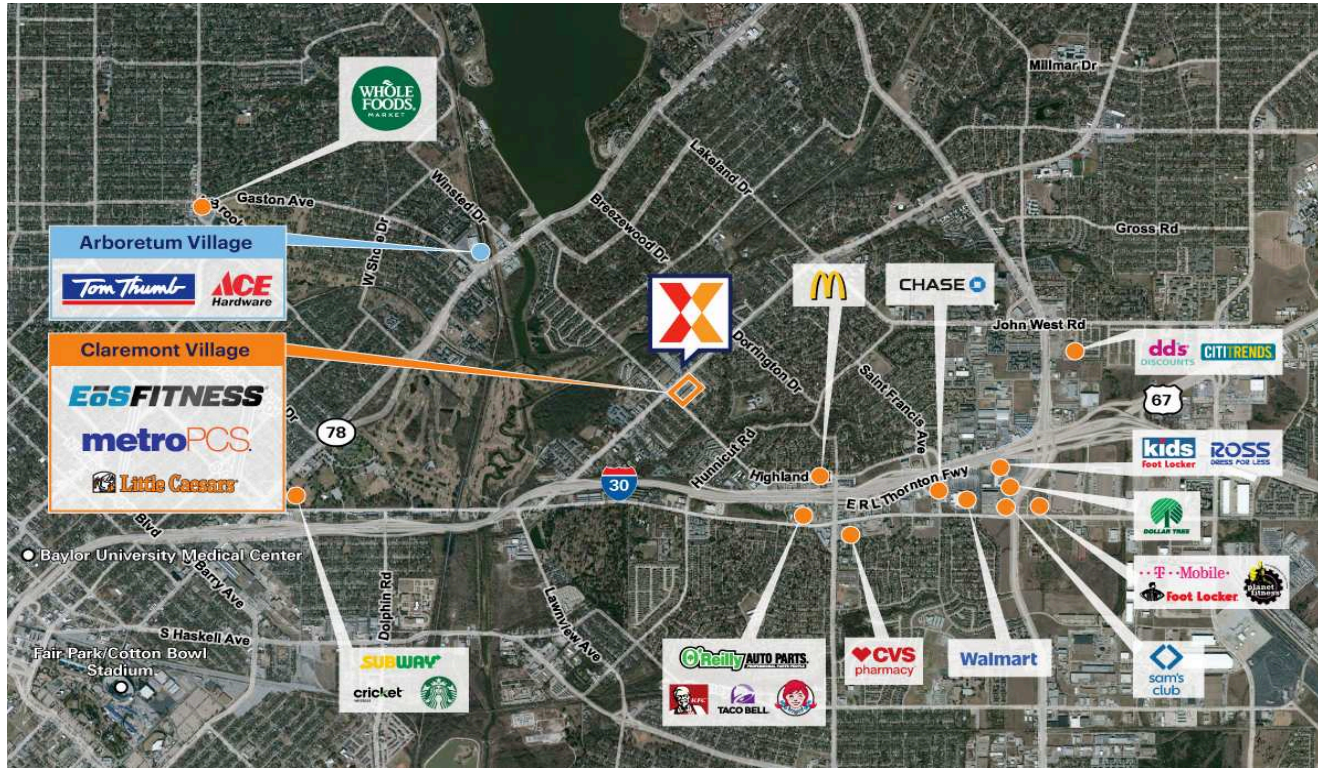 Millmar Dr
WHOLE
FOODS
MARKET
Lakeland Dr
Winsted Dr
Gaston Ave
Brook
Breezewood Dr
Gross Rd
W Shore Dr
Arboretum Village
Tom Thumb
ACE
Hardware
CHASE
John West Rd
dd's
DISCOUNTS
CITITRENDS
Claremont Village
EōSFITNESS
metroPCS.
Little Caesars
Dr
78
Dorrington Dr
Saint Francis Ave
67
kids
Foot Locker
ROSS
DRESS FOR LESS
Hunnicut Rd
Highland
30
E R L Thornton Fwy
DOLLAR TREE
Blvd
Baylor University Medical Center
Barry Ave
Dolphin Rd
Lawnview Ave
T Mobile
Foot Locker
planet
fitness
S Haskell Ave
Fair Park/Cotton Bowl
Stadium
SUBWAY
cricket
O'Reilly AUTO PARTS.
KFC
TACO BELL
CVS
pharmacy
Walmart
sam's
club